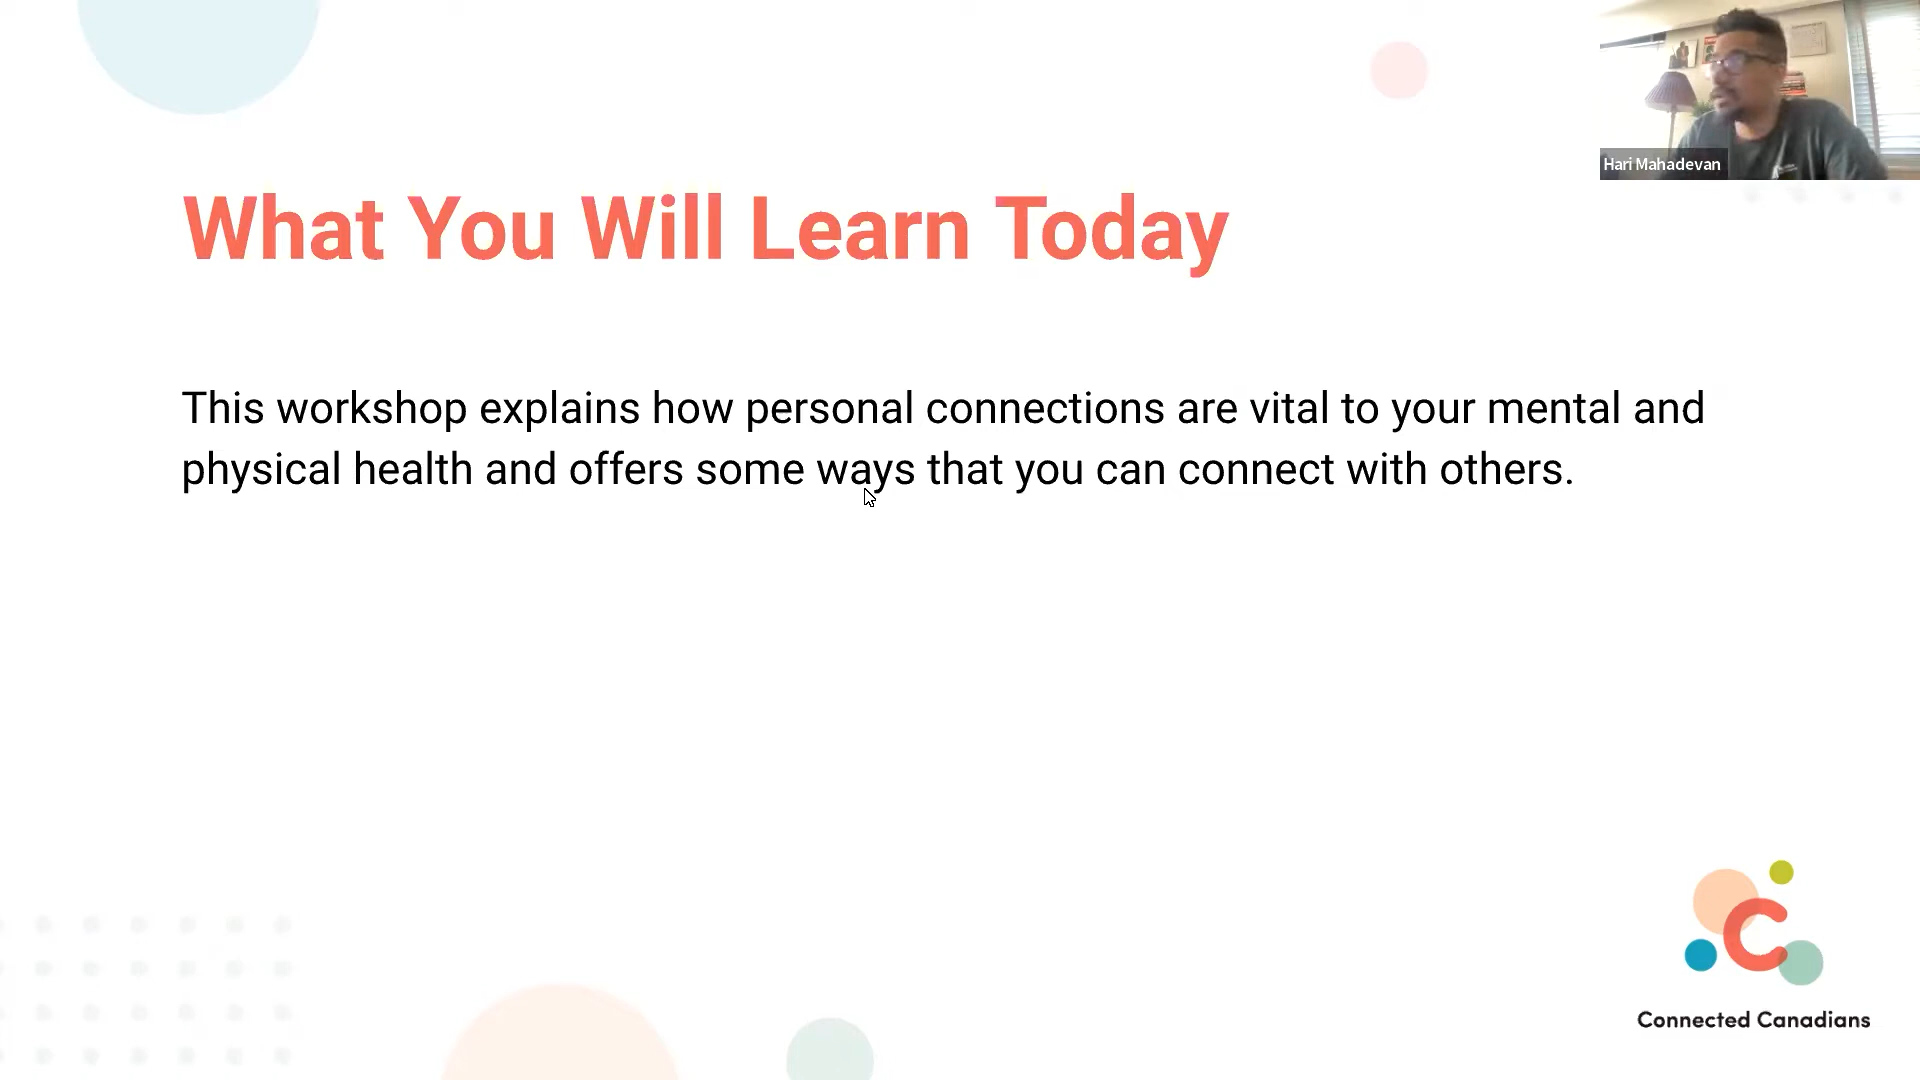 Hari Mahadevan
What You Will Learn Today
This workshop explains how personal connections are vital to your mental and
physical health and offers some ways that you can connect with others.
C
Connected Canadians